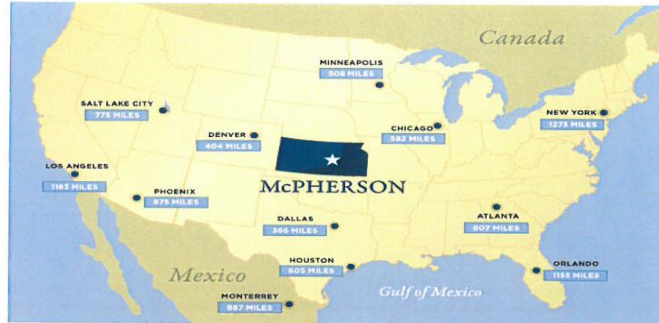 Canada
MINNEAPOLIS
506 MILES
SALT LAKE CITY
775 MILES
NEW YORK
1273 MILES
DENVER
404 MILES
CHICAGO
582 MILES
LOS ANGELES
1163 MILES
McPHERSON
PHOENIX
875 MILES
DALLAS
365 MILES
ATLANTA
807 MILES
HOUSTON
605 MILES
ORLANDO
1155 MILES
Mexico
Gulf of Mexico
MONTERREY
887 MILES